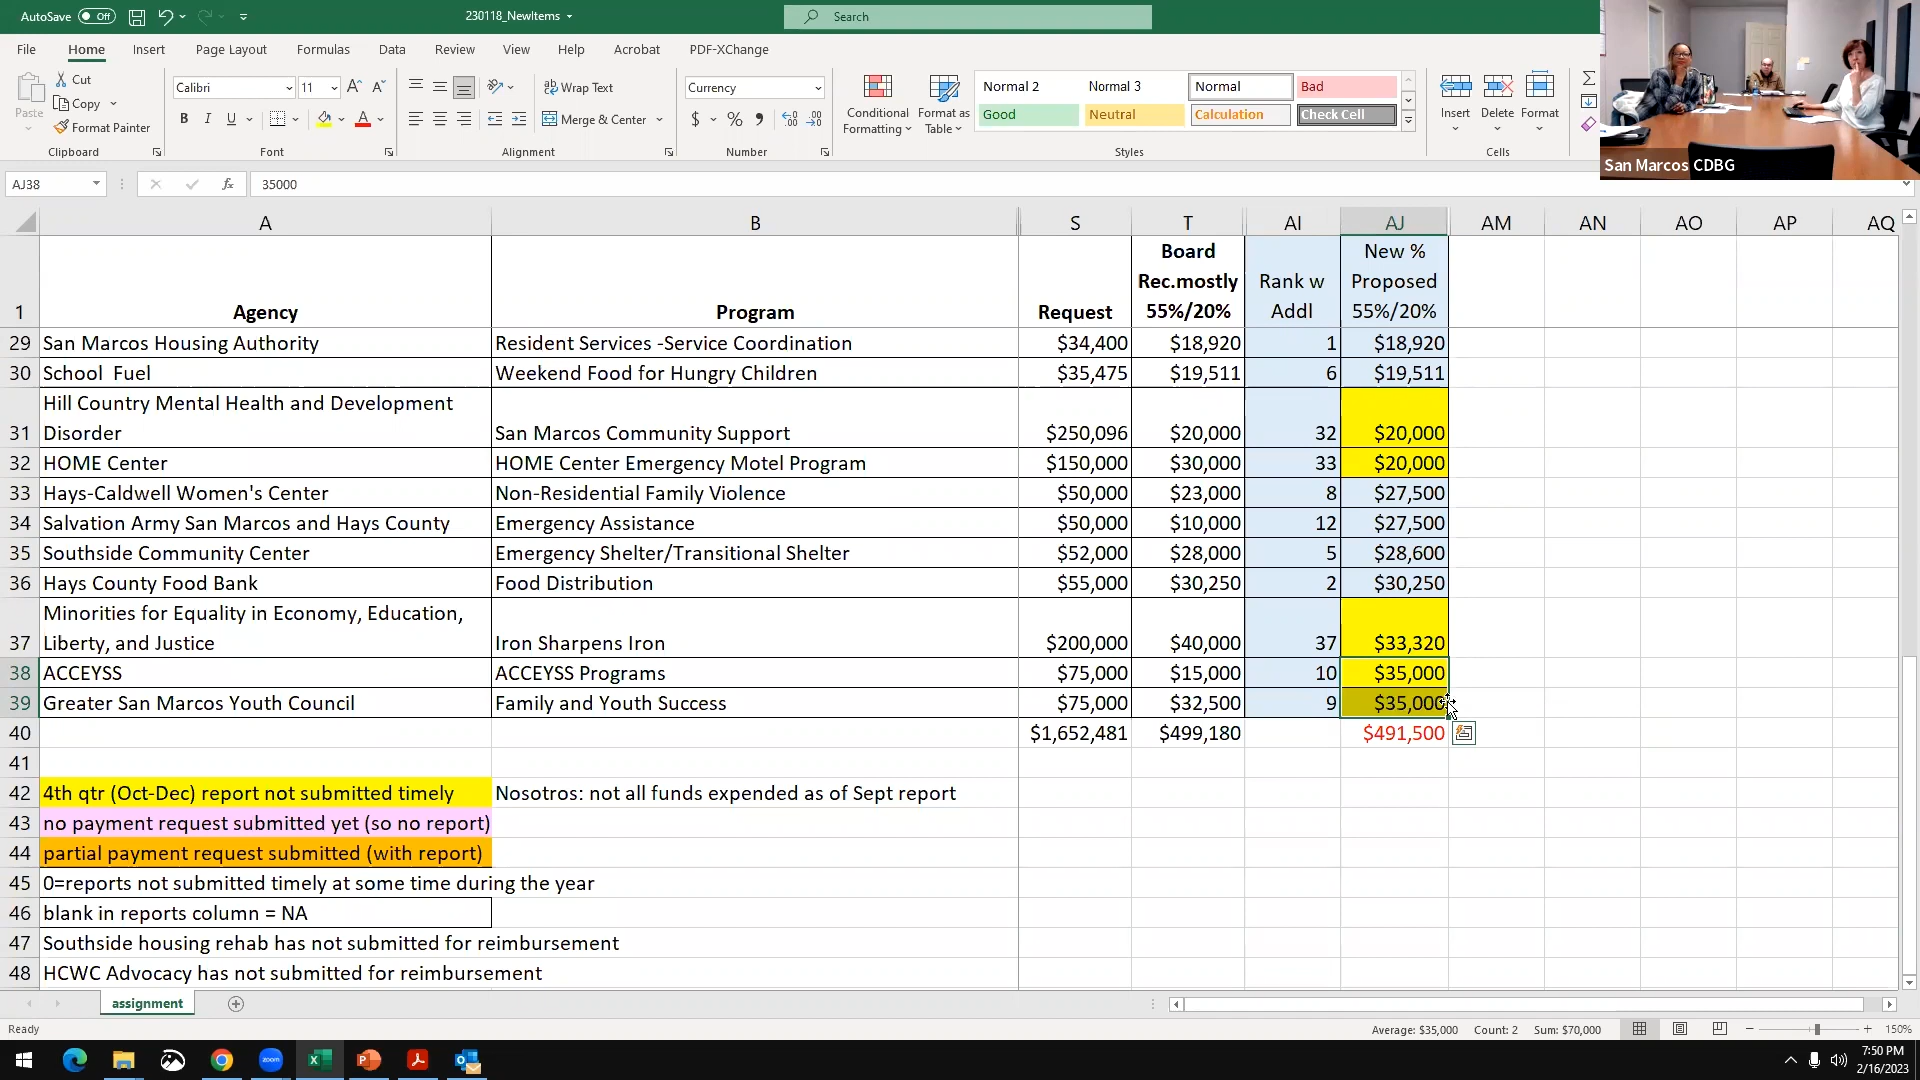 AutoSave Off 230118_NewItems Search
File Home Insert Page Layout Formulas Data Review View Help Acrobat PDF-XChange
Paste Cut Copy Format Painter
Calibri 11 B I U
Wrap Text Merge & Center
Currency $ %
Conditional Formatting Format as Table
Normal 2 Normal 3 Normal Bad
Good Neutral Calculation Check Cell
Insert Delete Format
Clipboard Font Alignment Number Styles Cells
San Marcos CDBG
AJ38 fx 35000
A B S T AI AJ AM AN AO AP AQ
1 Agency Program Request Board Rec.mostly 55%/20% Rank w Addl New % Proposed 55%/20%
29 San Marcos Housing Authority Resident Services -Service Coordination $34,400 $18,920 1 $18,920
30 School Fuel Weekend Food for Hungry Children $35,475 $19,511 6 $19,511
31 Hill Country Mental Health and Development Disorder San Marcos Community Support $250,096 $20,000 32 $20,000
32 HOME Center HOME Center Emergency Motel Program $150,000 $30,000 33 $20,000
33 Hays-Caldwell Women's Center Non-Residential Family Violence $50,000 $23,000 8 $27,500
34 Salvation Army San Marcos and Hays County Emergency Assistance $50,000 $10,000 12 $27,500
35 Southside Community Center Emergency Shelter/Transitional Shelter $52,000 $28,000 5 $28,600
36 Hays County Food Bank Food Distribution $55,000 $30,250 2 $30,250
37 Minorities for Equality in Economy, Education, Liberty, and Justice Iron Sharpens Iron $200,000 $40,000 37 $33,320
38 ACCEYSS ACCEYSS Programs $75,000 $15,000 10 $35,000
39 Greater San Marcos Youth Council Family and Youth Success $75,000 $32,500 9 $35,000
40 $1,652,481 $499,180 $491,500
41
42 4th qtr (Oct-Dec) report not submitted timely Nosotros: not all funds expended as of Sept report
43 no payment request submitted yet (so no report)
44 partial payment request submitted (with report)
45 0=reports not submitted timely at some time during the year
46 blank in reports column = NA
47 Southside housing rehab has not submitted for reimbursement
48 HCWC Advocacy has not submitted for reimbursement
assignment
Ready Average: $35,000 Count: 2 Sum: $70,000 150%
zoom
7:50 PM
2/16/2023